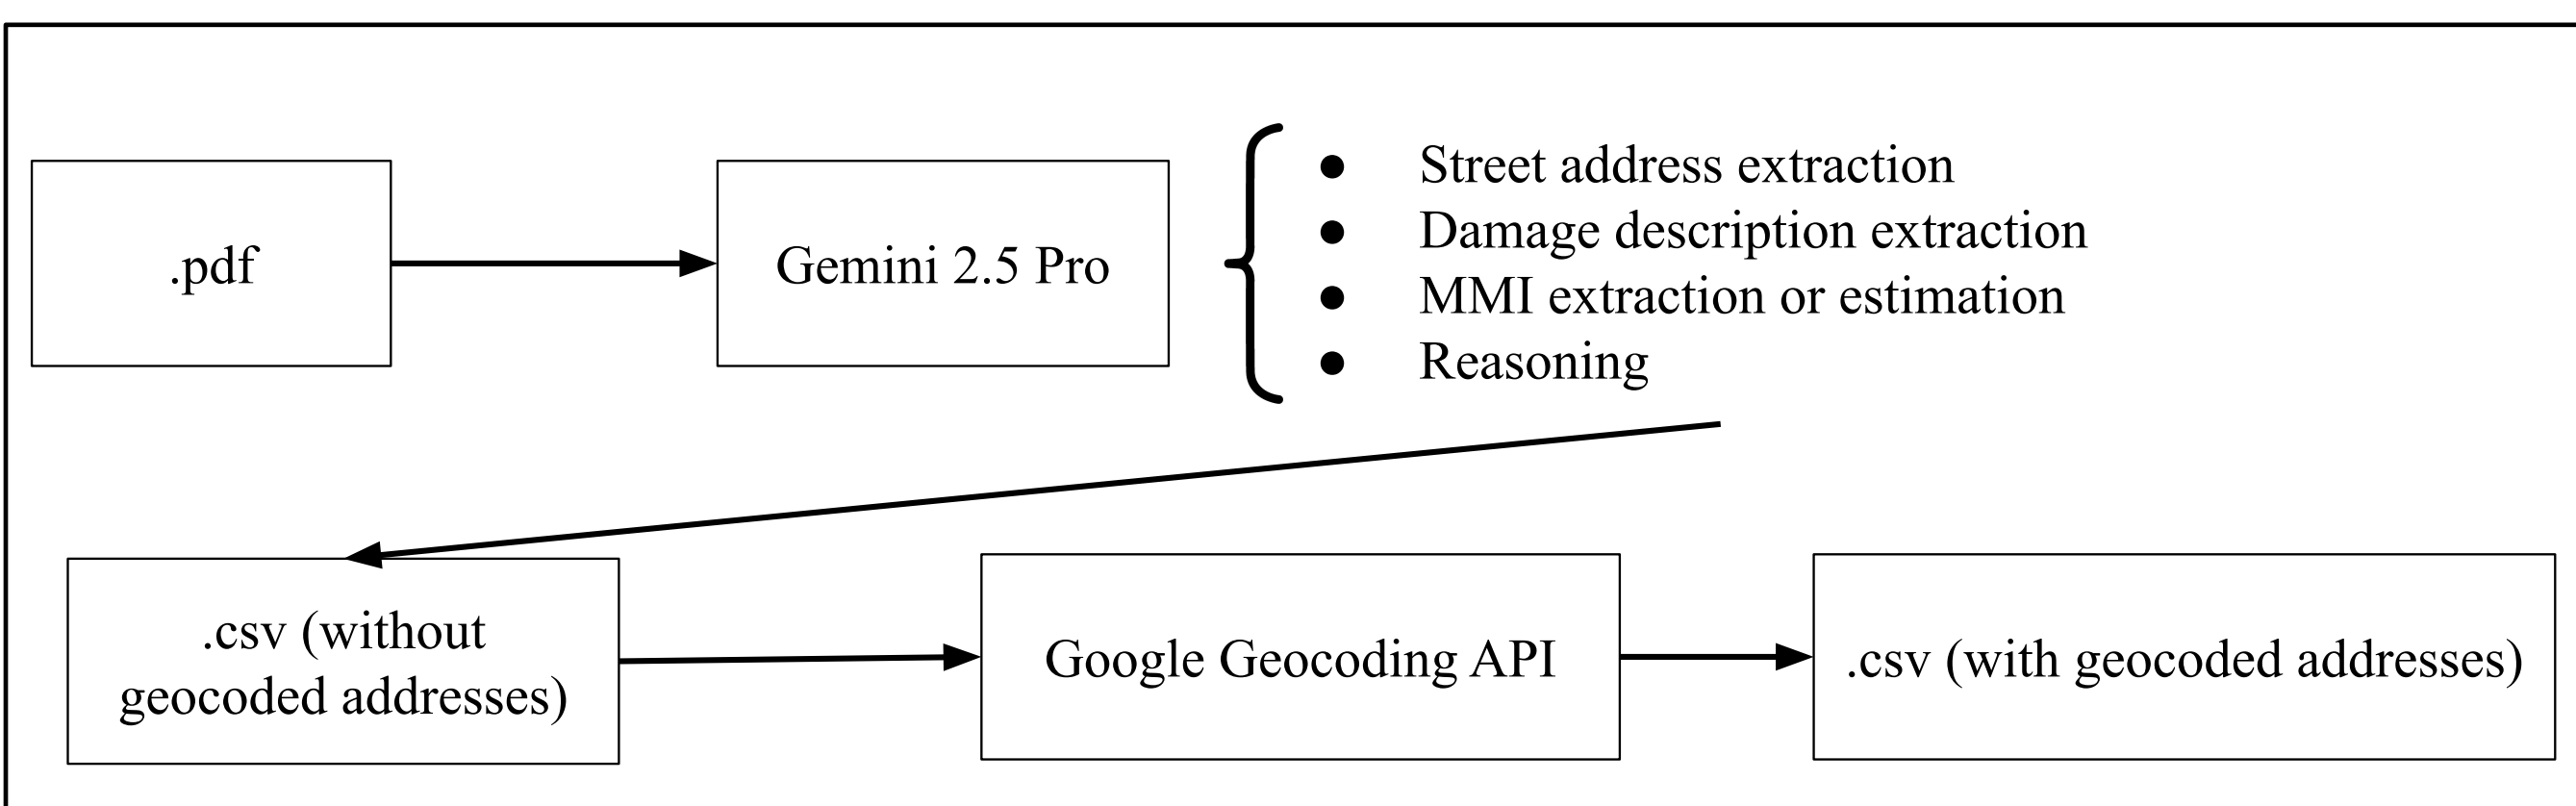 .pdf
Gemini 2.5 Pro
● Street address extraction
● Damage description extraction
● MMI extraction or estimation
● Reasoning
.csv (without
geocoded addresses)
Google Geocoding API
.csv (with geocoded addresses)